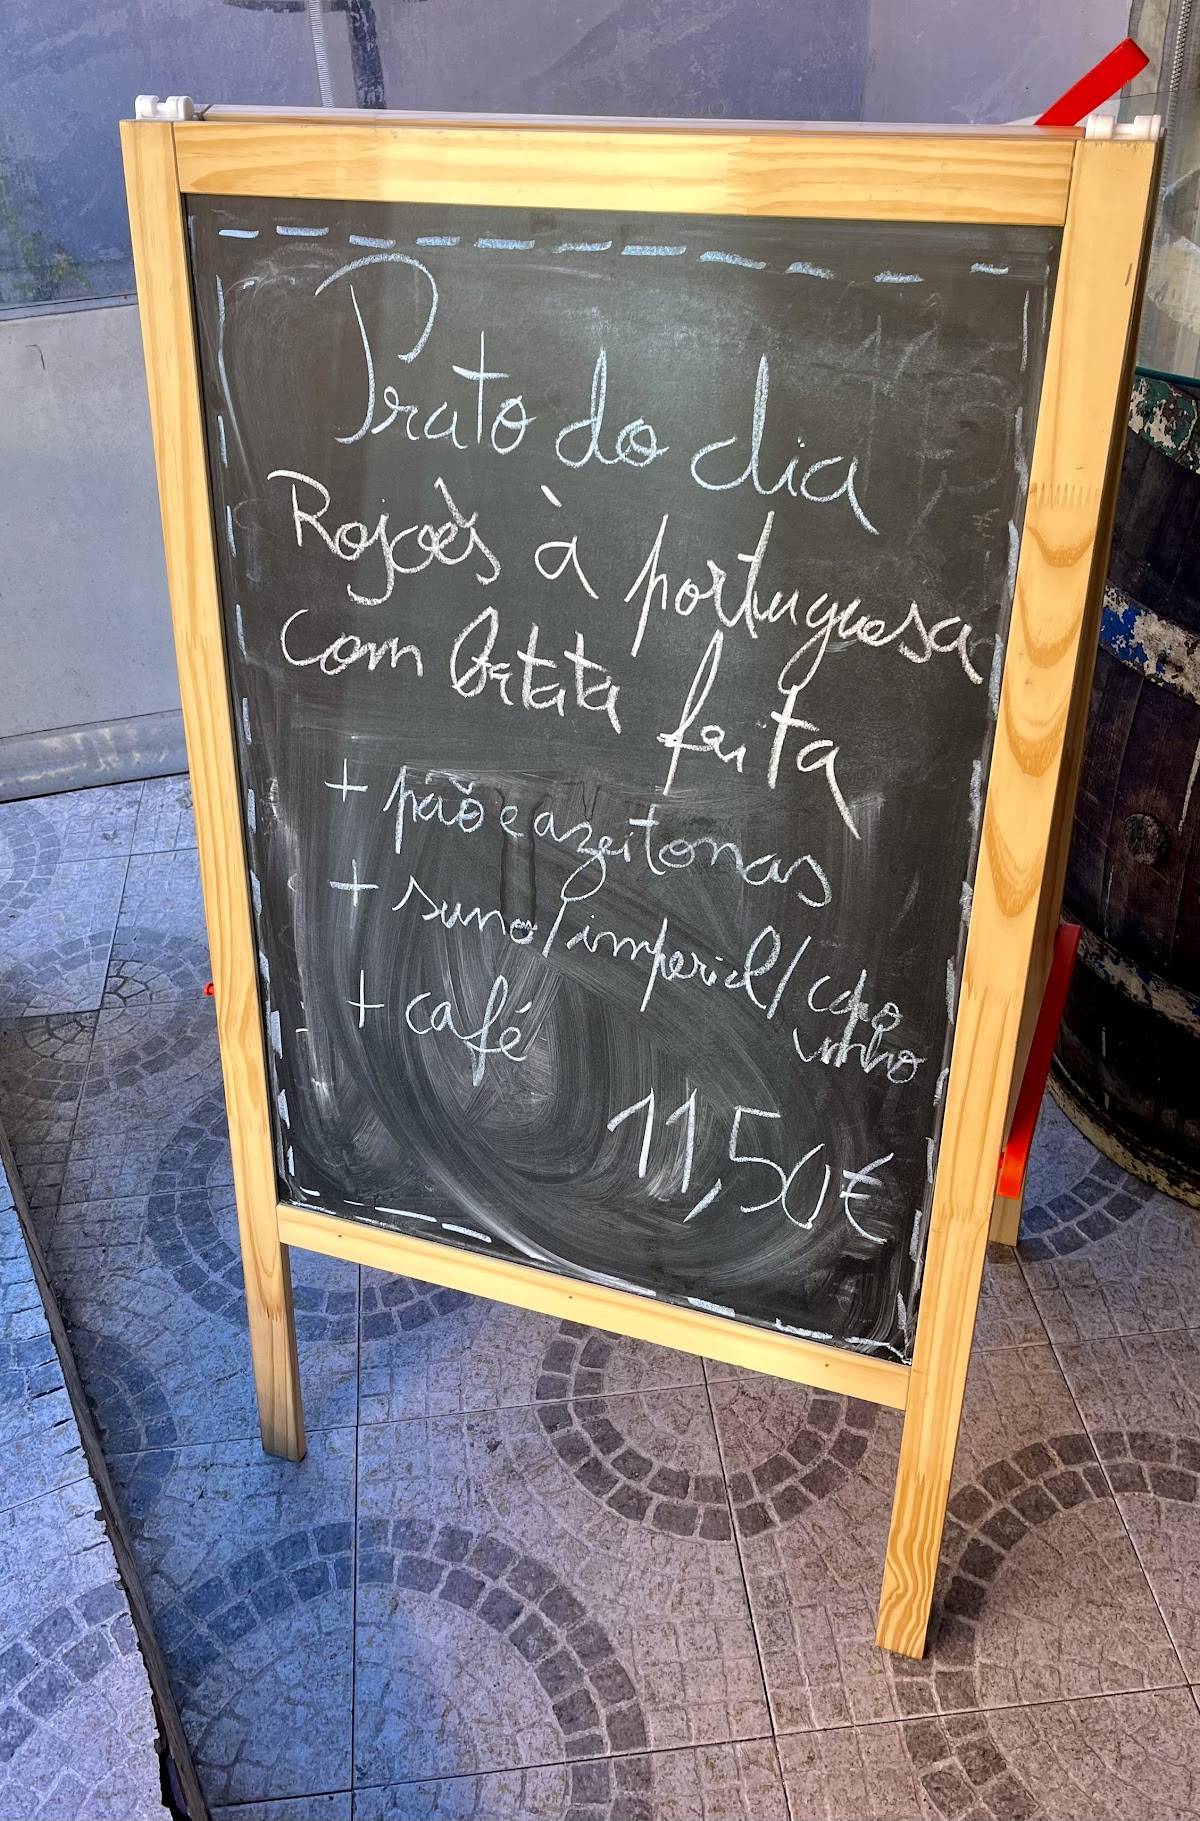 Prato do dia
Rojões à portuguesa
com batata frita
+ pão e azeitonas
+ sumo/imperial/copo
vinho
+ café
11,50€